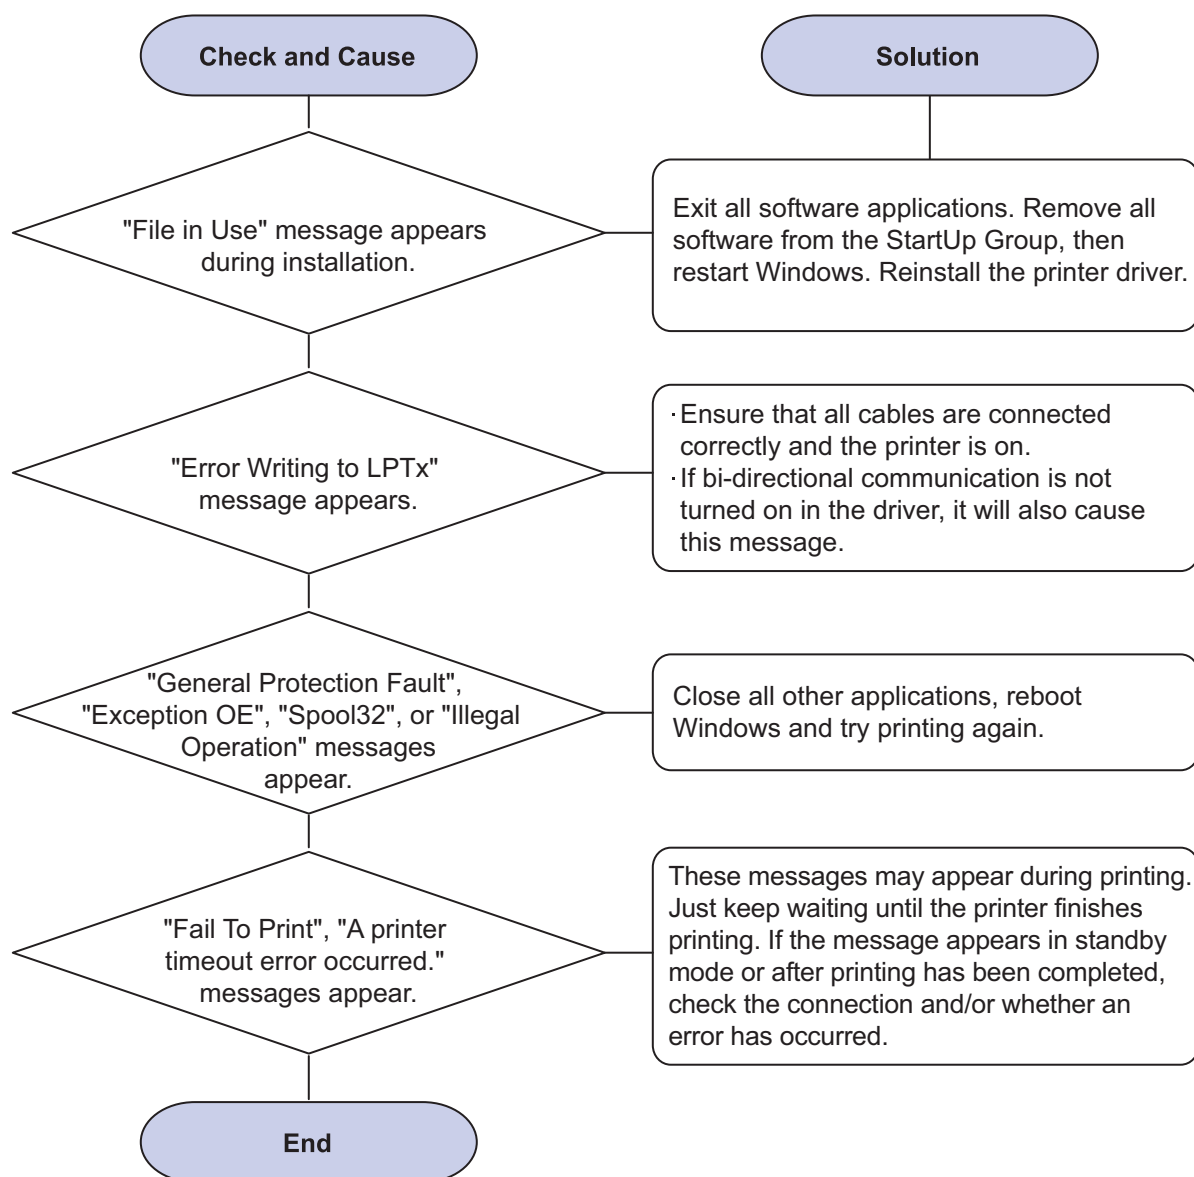 Check and Cause
Solution
"File in Use" message appears
during installation.
Exit all software applications. Remove all
software from the StartUp Group, then
restart Windows. Reinstall the printer driver.
"Error Writing to LPTx"
message appears.
· Ensure that all cables are connected
correctly and the printer is on.
· If bi-directional communication is not
turned on in the driver, it will also cause
this message.
"General Protection Fault",
"Exception OE", "Spool32", or "Illegal
Operation" messages
appear.
Close all other applications, reboot
Windows and try printing again.
"Fail To Print", "A printer
timeout error occurred."
messages appear.
These messages may appear during printing.
Just keep waiting until the printer finishes
printing. If the message appears in standby
mode or after printing has been completed,
check the connection and/or whether an
error has occurred.
End